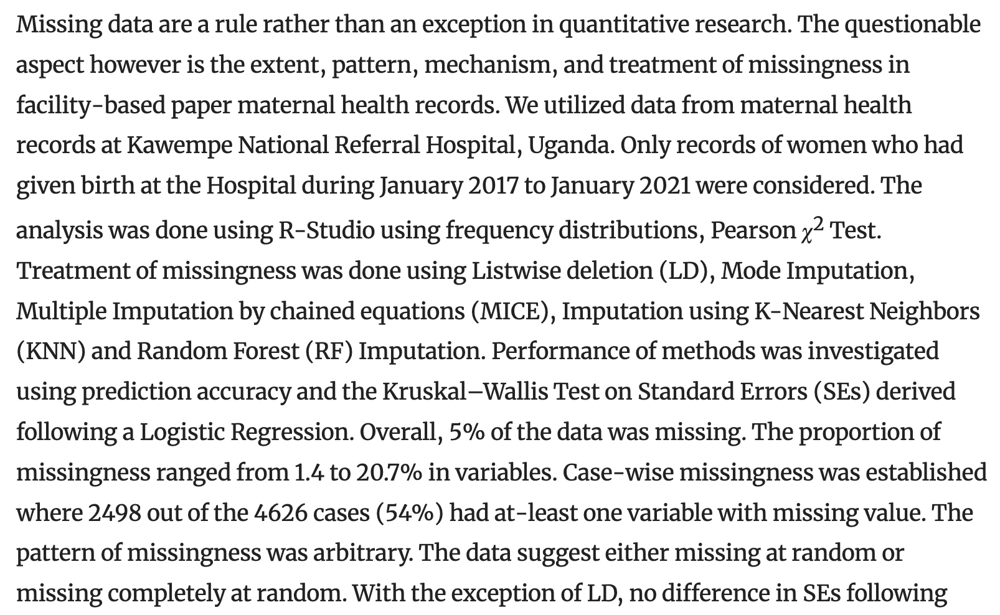 Missing data are a rule rather than an exception in quantitative research. The questionable
aspect however is the extent, pattern, mechanism, and treatment of missingness in
facility-based paper maternal health records. We utilized data from maternal health
records at Kawempe National Referral Hospital, Uganda. Only records of women who had
given birth at the Hospital during January 2017 to January 2021 were considered. The
analysis was done using R-Studio using frequency distributions, Pearson χ² Test.
Treatment of missingness was done using Listwise deletion (LD), Mode Imputation,
Multiple Imputation by chained equations (MICE), Imputation using K-Nearest Neighbors
(KNN) and Random Forest (RF) Imputation. Performance of methods was investigated
using prediction accuracy and the Kruskal–Wallis Test on Standard Errors (SEs) derived
following a Logistic Regression. Overall, 5% of the data was missing. The proportion of
missingness ranged from 1.4 to 20.7% in variables. Case-wise missingness was established
where 2498 out of the 4626 cases (54%) had at-least one variable with missing value. The
pattern of missingness was arbitrary. The data suggest either missing at random or
missing completely at random. With the exception of LD, no difference in SEs following